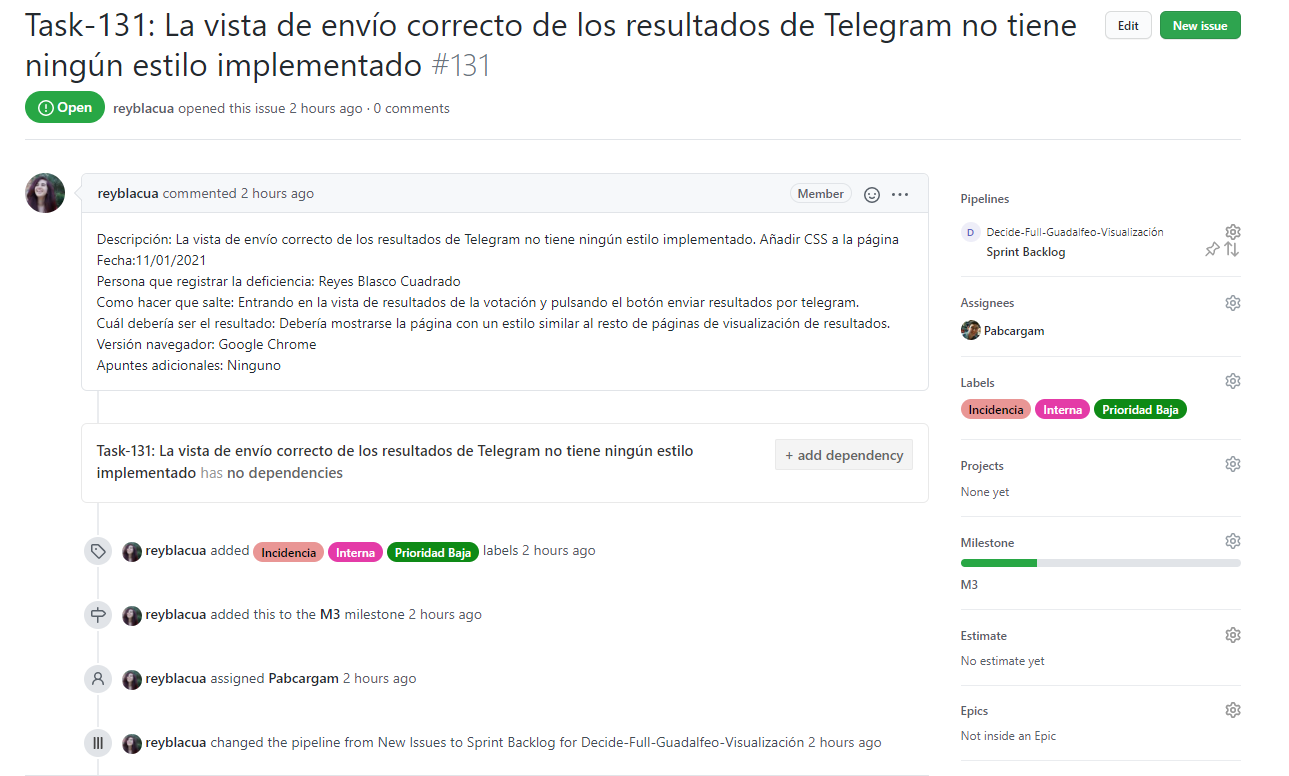 Task-131: La vista de envío correcto de los resultados de Telegram no tiene
ningún estilo implementado #131
Edit
New issue
Open
reyblacua opened this issue 2 hours ago · 0 comments
reyblacua commented 2 hours ago
Member
Descripción: La vista de envío correcto de los resultados de Telegram no tiene ningún estilo implementado. Añadir CSS a la página
Fecha:11/01/2021
Persona que registrar la deficiencia: Reyes Blasco Cuadrado
Como hacer que salte: Entrando en la vista de resultados de la votación y pulsando el botón enviar resultados por telegram.
Cuál debería ser el resultado: Debería mostrarse la página con un estilo similar al resto de páginas de visualización de resultados.
Versión navegador: Google Chrome
Apuntes adicionales: Ninguno
Task-131: La vista de envío correcto de los resultados de Telegram no tiene ningún estilo
implementado has no dependencies
+ add dependency
reyblacua added Incidencia Interna Prioridad Baja labels 2 hours ago
reyblacua added this to the M3 milestone 2 hours ago
reyblacua assigned Pabcargam 2 hours ago
reyblacua changed the pipeline from New Issues to Sprint Backlog for Decide-Full-Guadalfeo-Visualización 2 hours ago
Pipelines
D Decide-Full-Guadalfeo-Visualización
Sprint Backlog
Assignees
Pabcargam
Labels
Incidencia Interna Prioridad Baja
Projects
None yet
Milestone
M3
Estimate
No estimate yet
Epics
Not inside an Epic